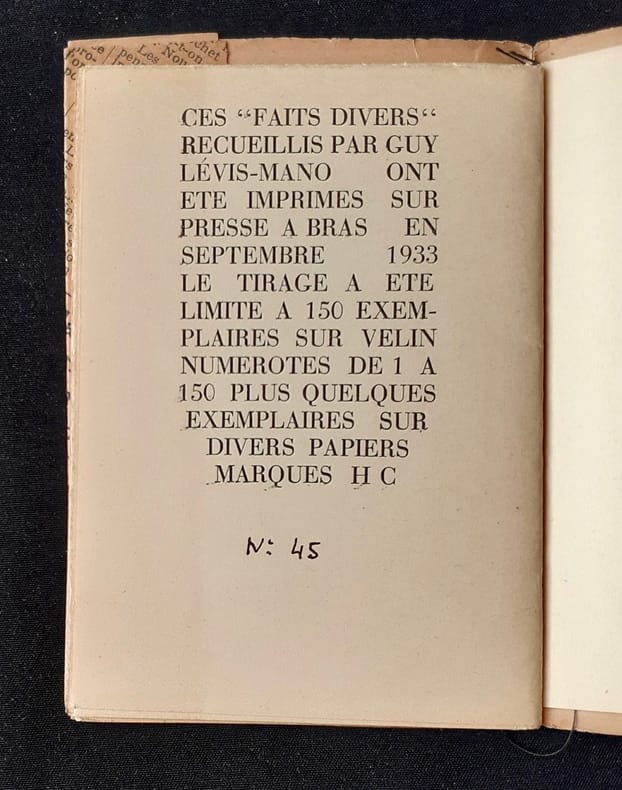 CES “FAITS DIVERS“
RECUEILLIS PAR GUY
LÉVIS-MANO ONT
ETE IMPRIMES SUR
PRESSE A BRAS EN
SEPTEMBRE 1933
LE TIRAGE A ETE
LIMITE A 150 EXEM-
PLAIRES SUR VELIN
NUMEROTES DE 1 A
150 PLUS QUELQUES
EXEMPLAIRES SUR
DIVERS PAPIERS
MARQUES H C
N: 45